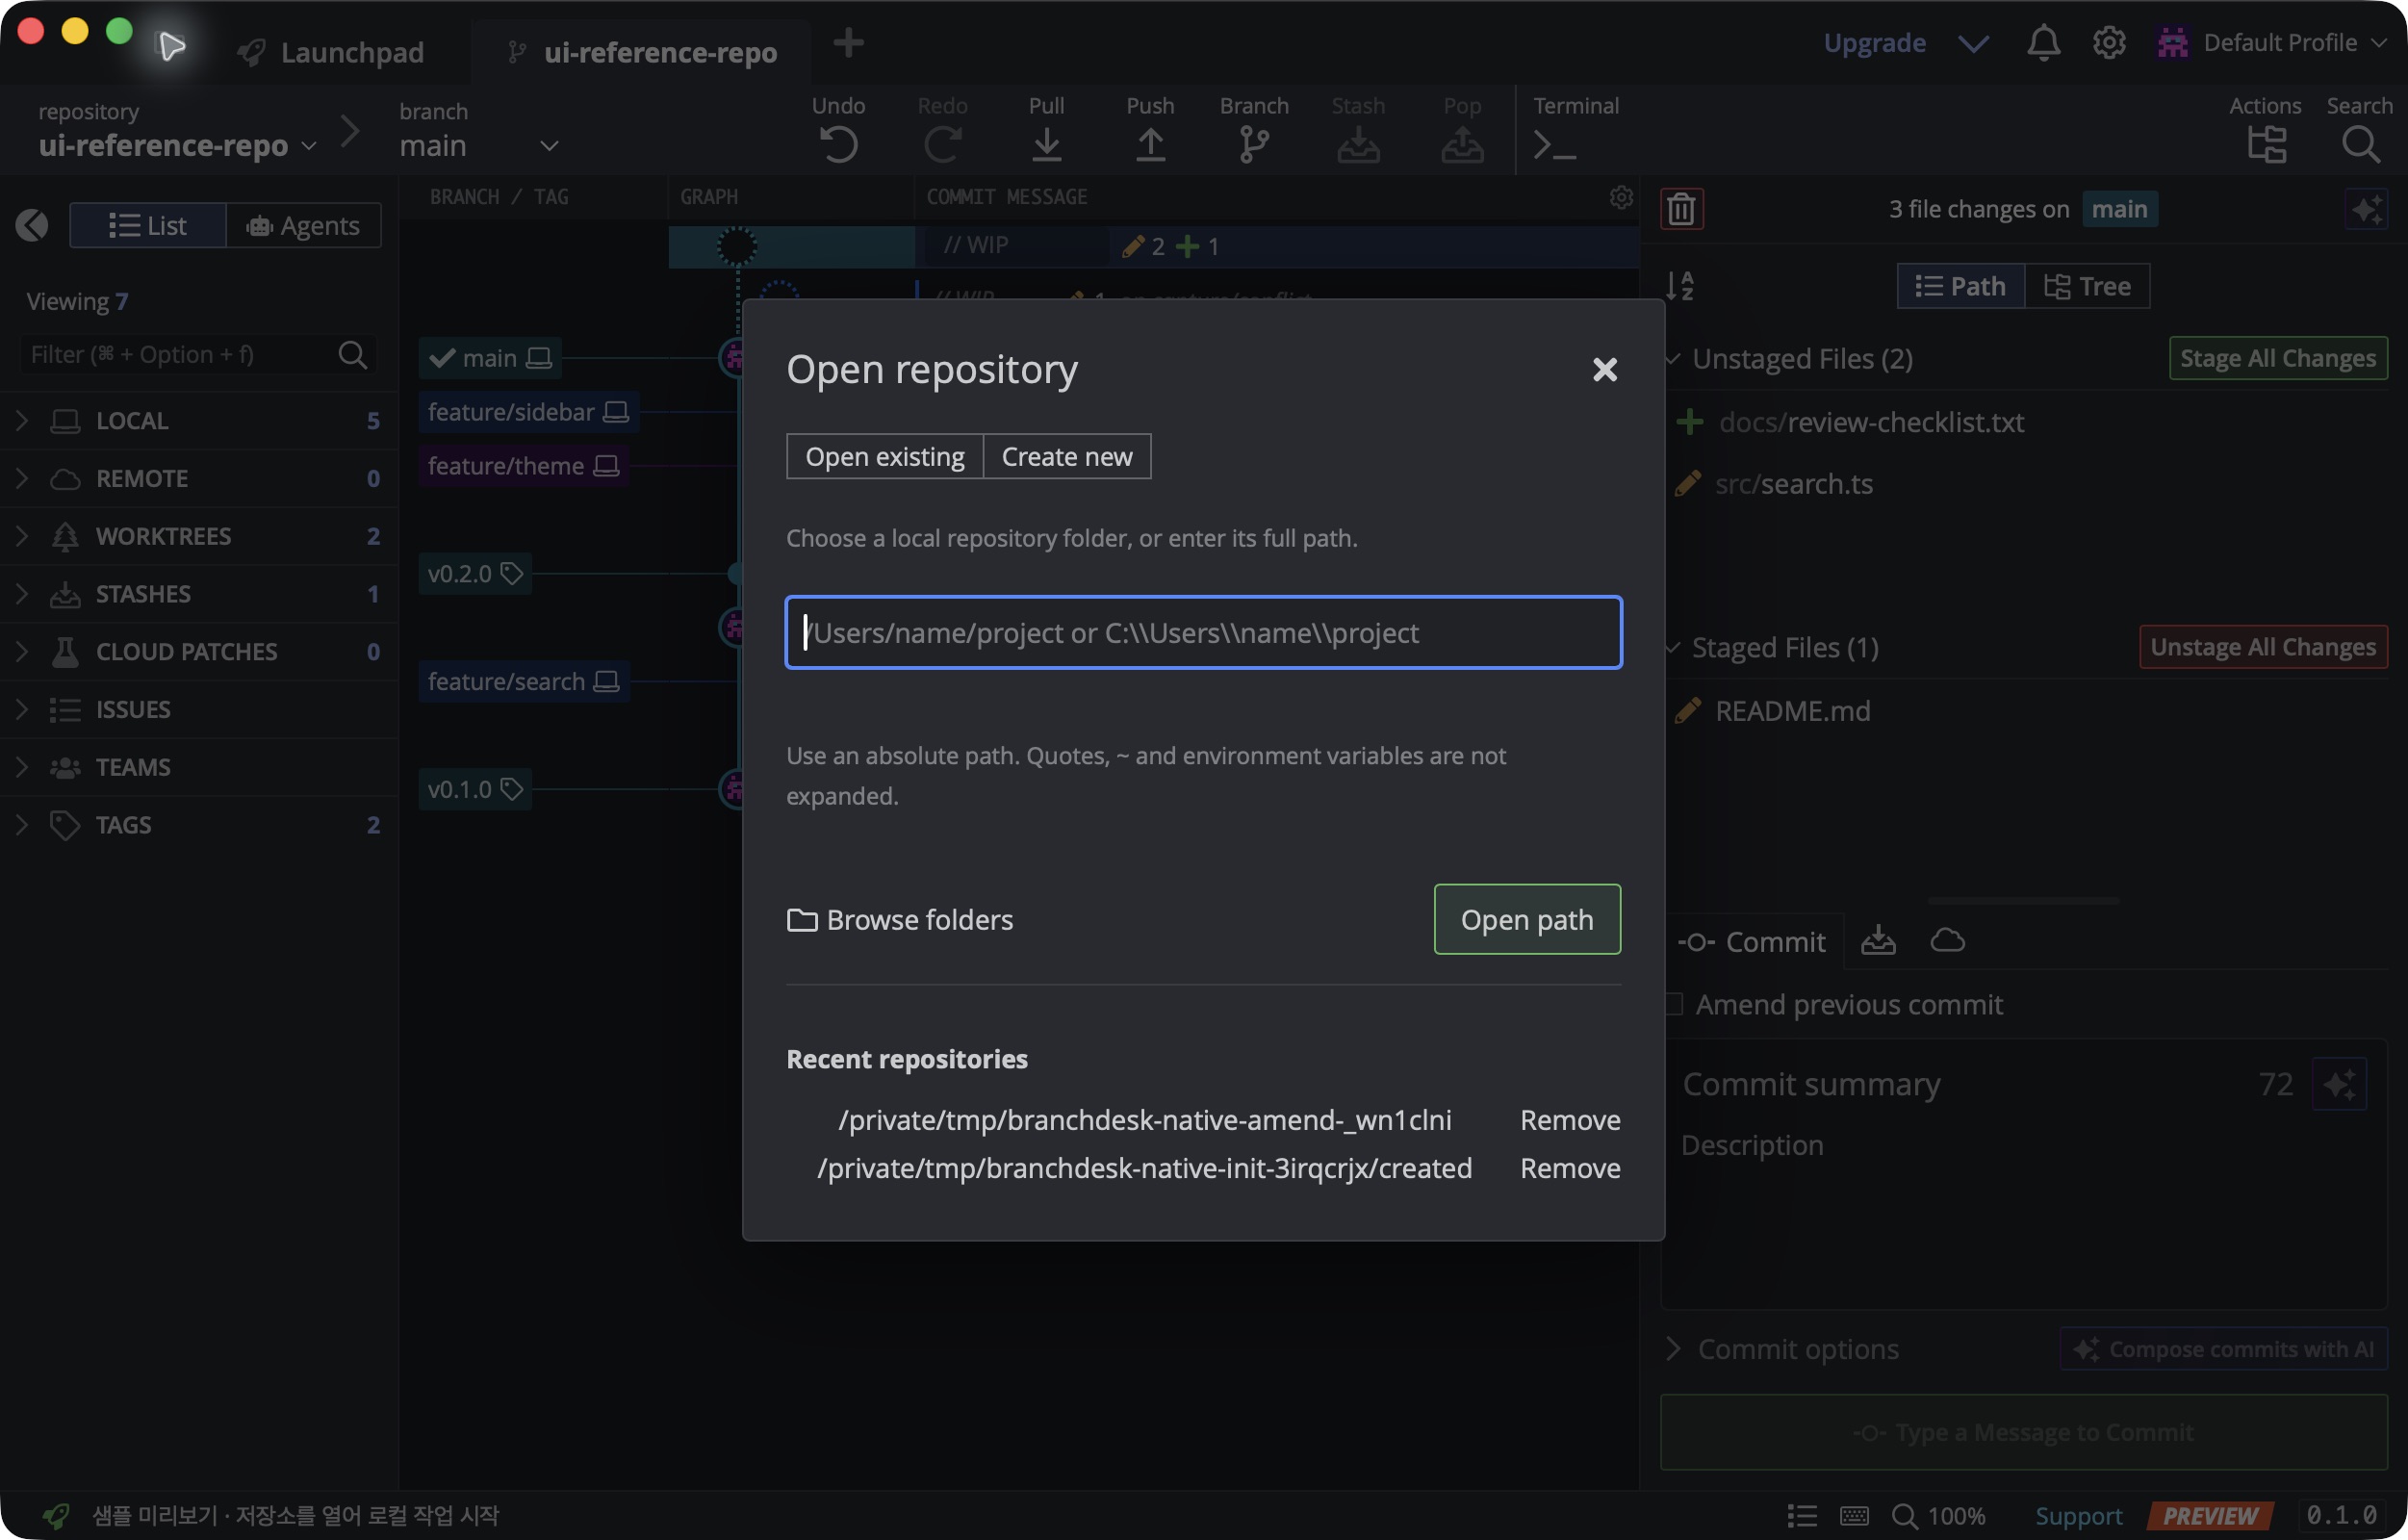 Launchpad
ui-reference-repo
Upgrade
Default Profile
repository
ui-reference-repo
branch
main
Undo
Redo
Pull
Push
Branch
Stash
Pop
Terminal
Actions
Search
List
Agents
Viewing 7
Filter (⌘ + Option + f)
LOCAL 5
REMOTE 0
WORKTREES 2
STASHES 1
CLOUD PATCHES 0
ISSUES
TEAMS
TAGS 2
BRANCH / TAG
GRAPH
COMMIT MESSAGE
// WIP 2 1
main
feature/sidebar
feature/theme
v0.2.0
feature/search
v0.1.0
Open repository
Open existing
Create new
Choose a local repository folder, or enter its full path.
/Users/name/project or C:\\Users\\name\\project
Use an absolute path. Quotes, ~ and environment variables are not
expanded.
Browse folders
Open path
Recent repositories
/private/tmp/branchdesk-native-amend-_wn1clni Remove
/private/tmp/branchdesk-native-init-3irqcrjx/created Remove
3 file changes on main
Path
Tree
Unstaged Files (2)
Stage All Changes
docs/review-checklist.txt
src/search.ts
Staged Files (1)
Unstage All Changes
README.md
Commit
Amend previous commit
Commit summary 72
Description
Commit options
Compose commits with AI
Type a Message to Commit
샘플 미리보기 · 저장소를 열어 로컬 작업 시작
100%
Support
PREVIEW
0.1.0